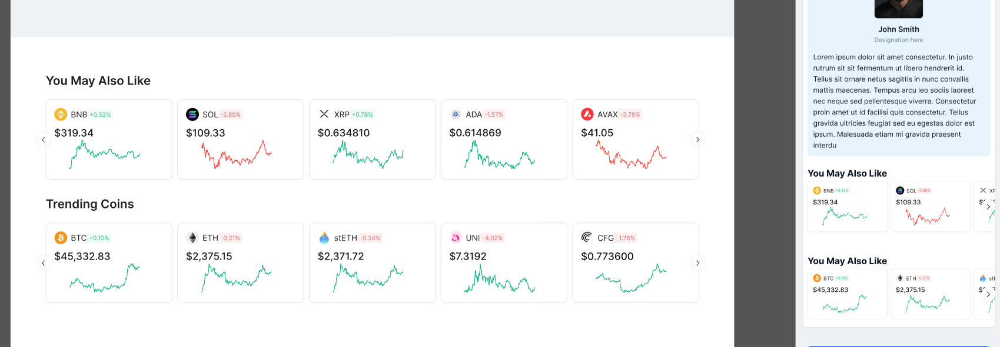 You May Also Like
BNB +0.52%
$319.34
SOL -2.89%
$109.33
XRP +0.78%
$0.634810
ADA -1.57%
$0.614869
AVAX -3.78%
$41.05
Trending Coins
BTC +0.10%
$45,332.83
ETH -0.21%
$2,375.15
stETH -0.34%
$2,371.72
UNI -4.02%
$7.3192
CFG -1.76%
$0.773600
John Smith
Designation here
Lorem ipsum dolor sit amet consectetur. In justo
rutrum sit sit fermentum ut libero hendrerit id.
Tellus sit ornare netus sagittis in nunc convallis
mattis maecenas. Tempus arcu leo sociis laoreet
nec neque sed pellentesque viverra. Consectetur
proin amet ut id facilisi quis consectetur. Tellus
gravida ultricies feugiat sed eu egestas dolor est
ipsum. Malesuada etiam mi gravida praesent
interdu
You May Also Like
BNB +0.52%
$319.34
SOL -2.89%
$109.33
You May Also Like
BTC +0.10%
$45,332.83
ETH -0.21%
$2,375.15